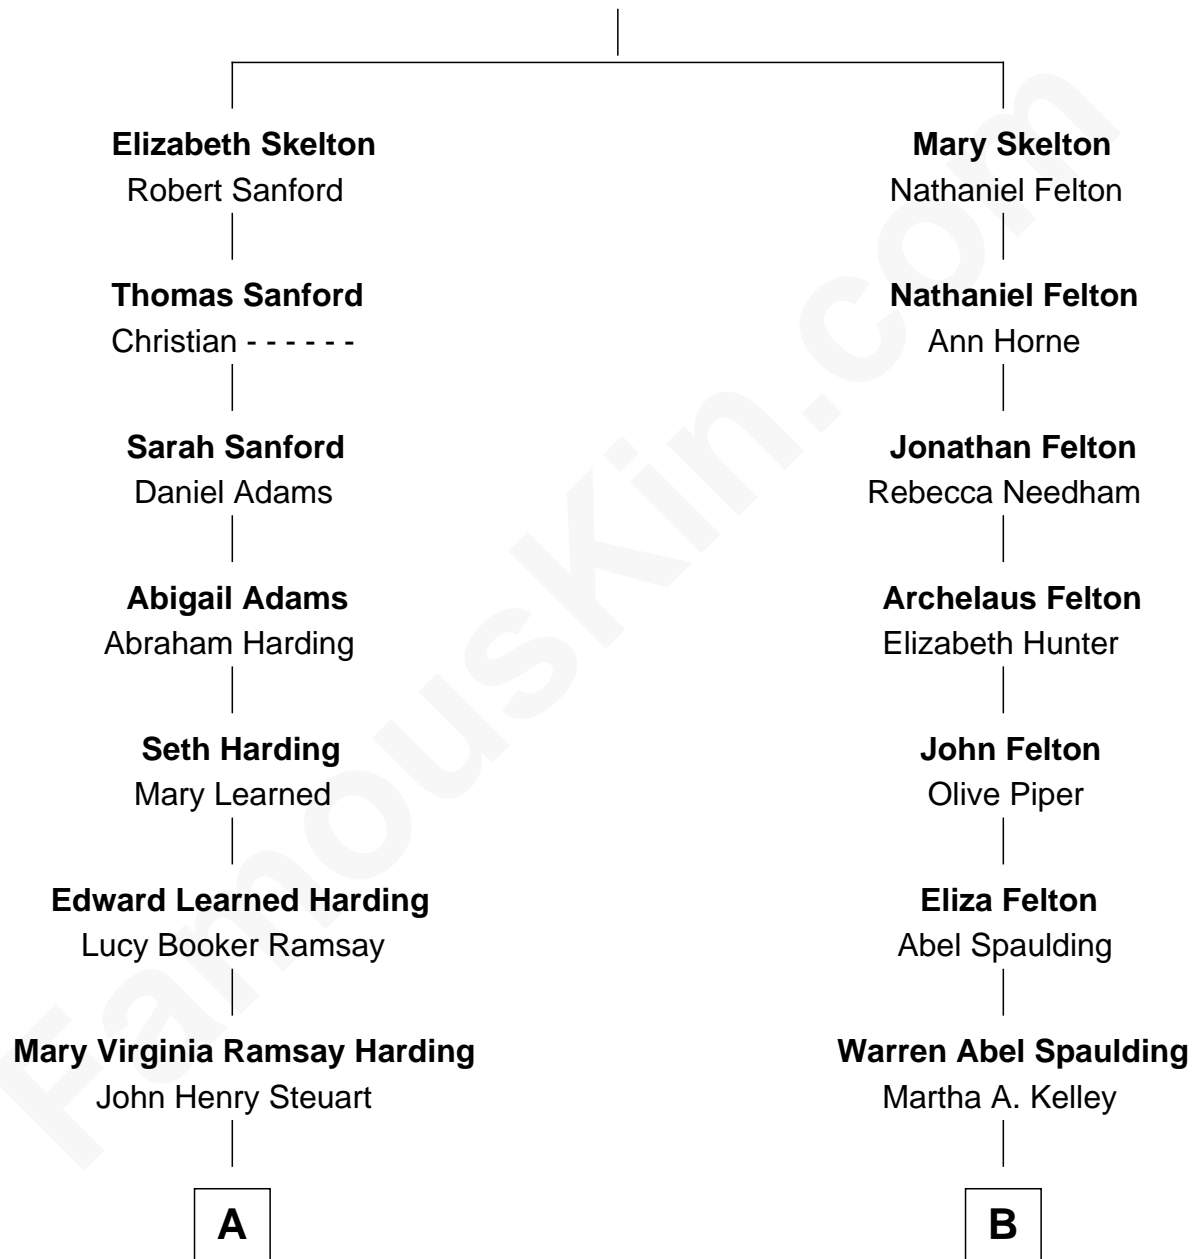 Elizabeth Skelton
Robert Sanford
Thomas Sanford
Christian - - - - - -
Sarah Sanford
Daniel Adams
Abigail Adams
Abraham Harding
Seth Harding
Mary Learned
Edward Learned Harding
Lucy Booker Ramsay
Mary Virginia Ramsay Harding
John Henry Steuart
A
Mary Skelton
Nathaniel Felton
Nathaniel Felton
Ann Horne
Jonathan Felton
Rebecca Needham
Archelaus Felton
Elizabeth Hunter
John Felton
Olive Piper
Eliza Felton
Abel Spaulding
Warren Abel Spaulding
Martha A. Kelley
B
FamousKin.com